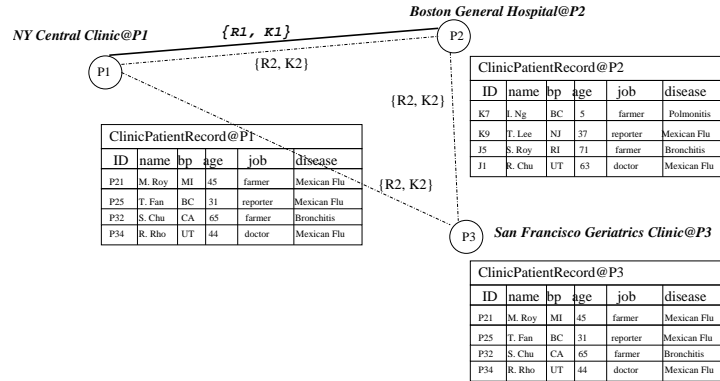 Boston General Hospital@P2
NY Central Clinic@P1
{R1, K1}
P2
P1
{R2, K2}
ClinicPatientRecord@P2
ID name bp age job disease
K7 I. Ng BC 5 farmer Polmonitis
K9 T. Lee NJ 37 reporter Mexican Flu
J5 S. Roy RI 71 farmer Bronchitis
J1 R. Chu UT 63 doctor Mexican Flu
{R2, K2}
ClinicPatientRecord@P1
ID name bp age job disease
P21 M. Roy MI 45 farmer Mexican Flu
P25 T. Fan BC 31 reporter Mexican Flu
P32 S. Chu CA 65 farmer Bronchitis
P34 R. Rho UT 44 doctor Mexican Flu
{R2, K2}
P3
San Francisco Geriatrics Clinic@P3
ClinicPatientRecord@P3
ID name bp age job disease
P21 M. Roy MI 45 farmer Mexican Flu
P25 T. Fan BC 31 reporter Mexican Flu
P32 S. Chu CA 65 farmer Bronchitis
P34 R. Rho UT 44 doctor Mexican Flu